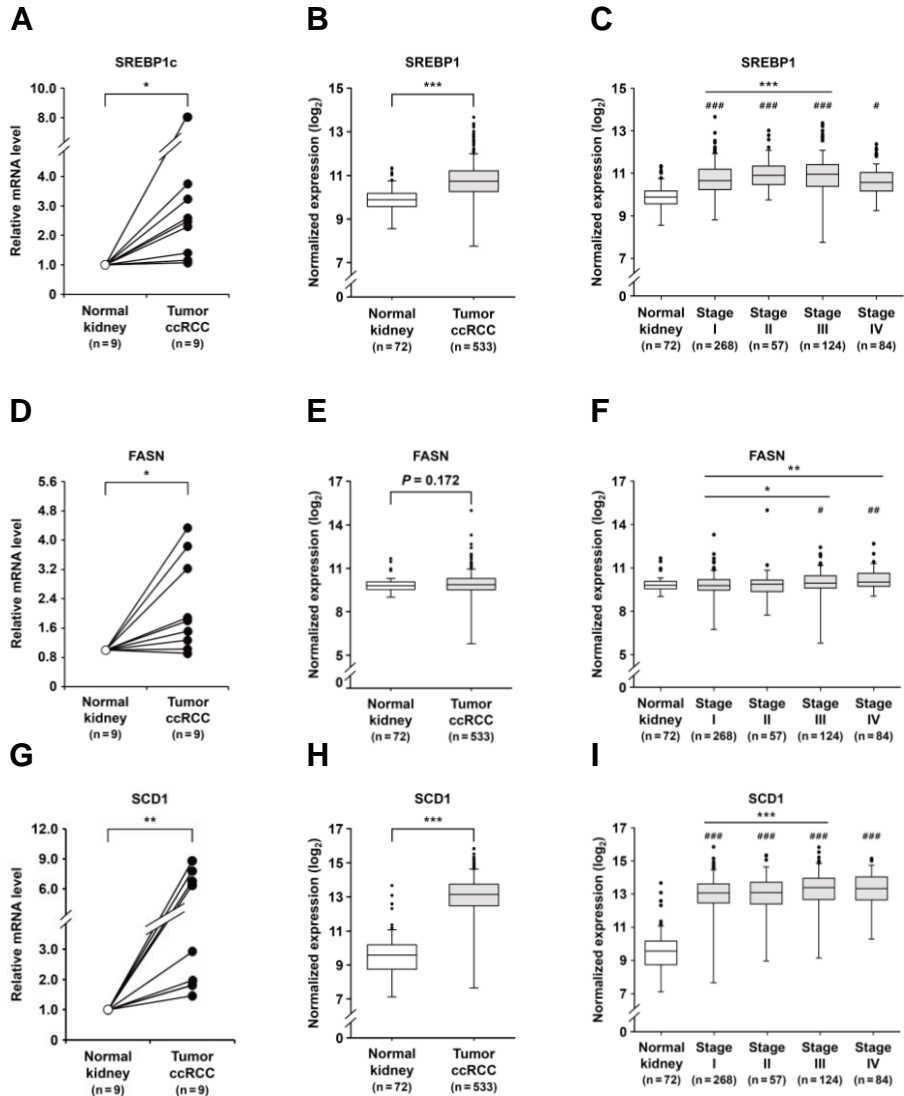 A
SREBP1c
*
Relative mRNA level
10.0
8.0
4.0
3.0
2.0
1.0
0
Normal kidney (n = 9)
Tumor ccRCC (n = 9)
B
SREBP1
***
Normalized expression (log2)
15
13
11
9
7
0
Normal kidney (n = 72)
Tumor ccRCC (n = 533)
C
SREBP1
***
### ### ### #
Normalized expression (log2)
15
13
11
9
7
0
Normal kidney (n = 72)
Stage I (n = 268)
Stage II (n = 57)
Stage III (n = 124)
Stage IV (n = 84)
D
FASN
*
Relative mRNA level
5.6
4.8
4.0
3.2
2.4
1.6
0.8
0
Normal kidney (n = 9)
Tumor ccRCC (n = 9)
E
FASN
P = 0.172
Normalized expression (log2)
17
14
11
9
7
5
0
Normal kidney (n = 72)
Tumor ccRCC (n = 533)
F
FASN
**
*
# ##
Normalized expression (log2)
17
14
11
9
7
5
0
Normal kidney (n = 72)
Stage I (n = 268)
Stage II (n = 57)
Stage III (n = 124)
Stage IV (n = 84)
G
SCD1
**
Relative mRNA level
12.0
9.0
6.0
3.0
2.0
1.0
0
Normal kidney (n = 9)
Tumor ccRCC (n = 9)
H
SCD1
***
Normalized expression (log2)
17
15
13
11
9
7
0
Normal kidney (n = 72)
Tumor ccRCC (n = 533)
I
SCD1
***
### ### ### ###
Normalized expression (log2)
17
15
13
11
9
7
0
Normal kidney (n = 72)
Stage I (n = 268)
Stage II (n = 57)
Stage III (n = 124)
Stage IV (n = 84)